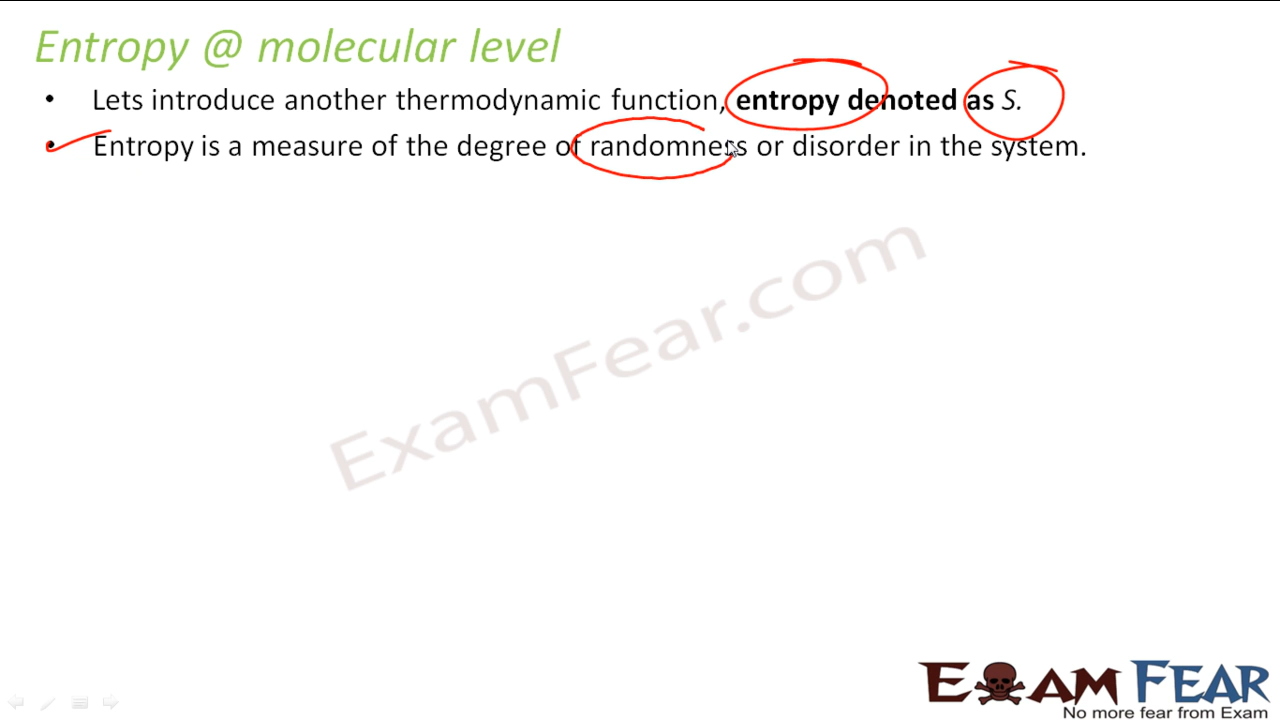 Entropy @ molecular level
• Lets introduce another thermodynamic function, entropy denoted as S.
• Entropy is a measure of the degree of randomness or disorder in the system.
ExamFear.com
EXAM FEAR
No more fear from Exam